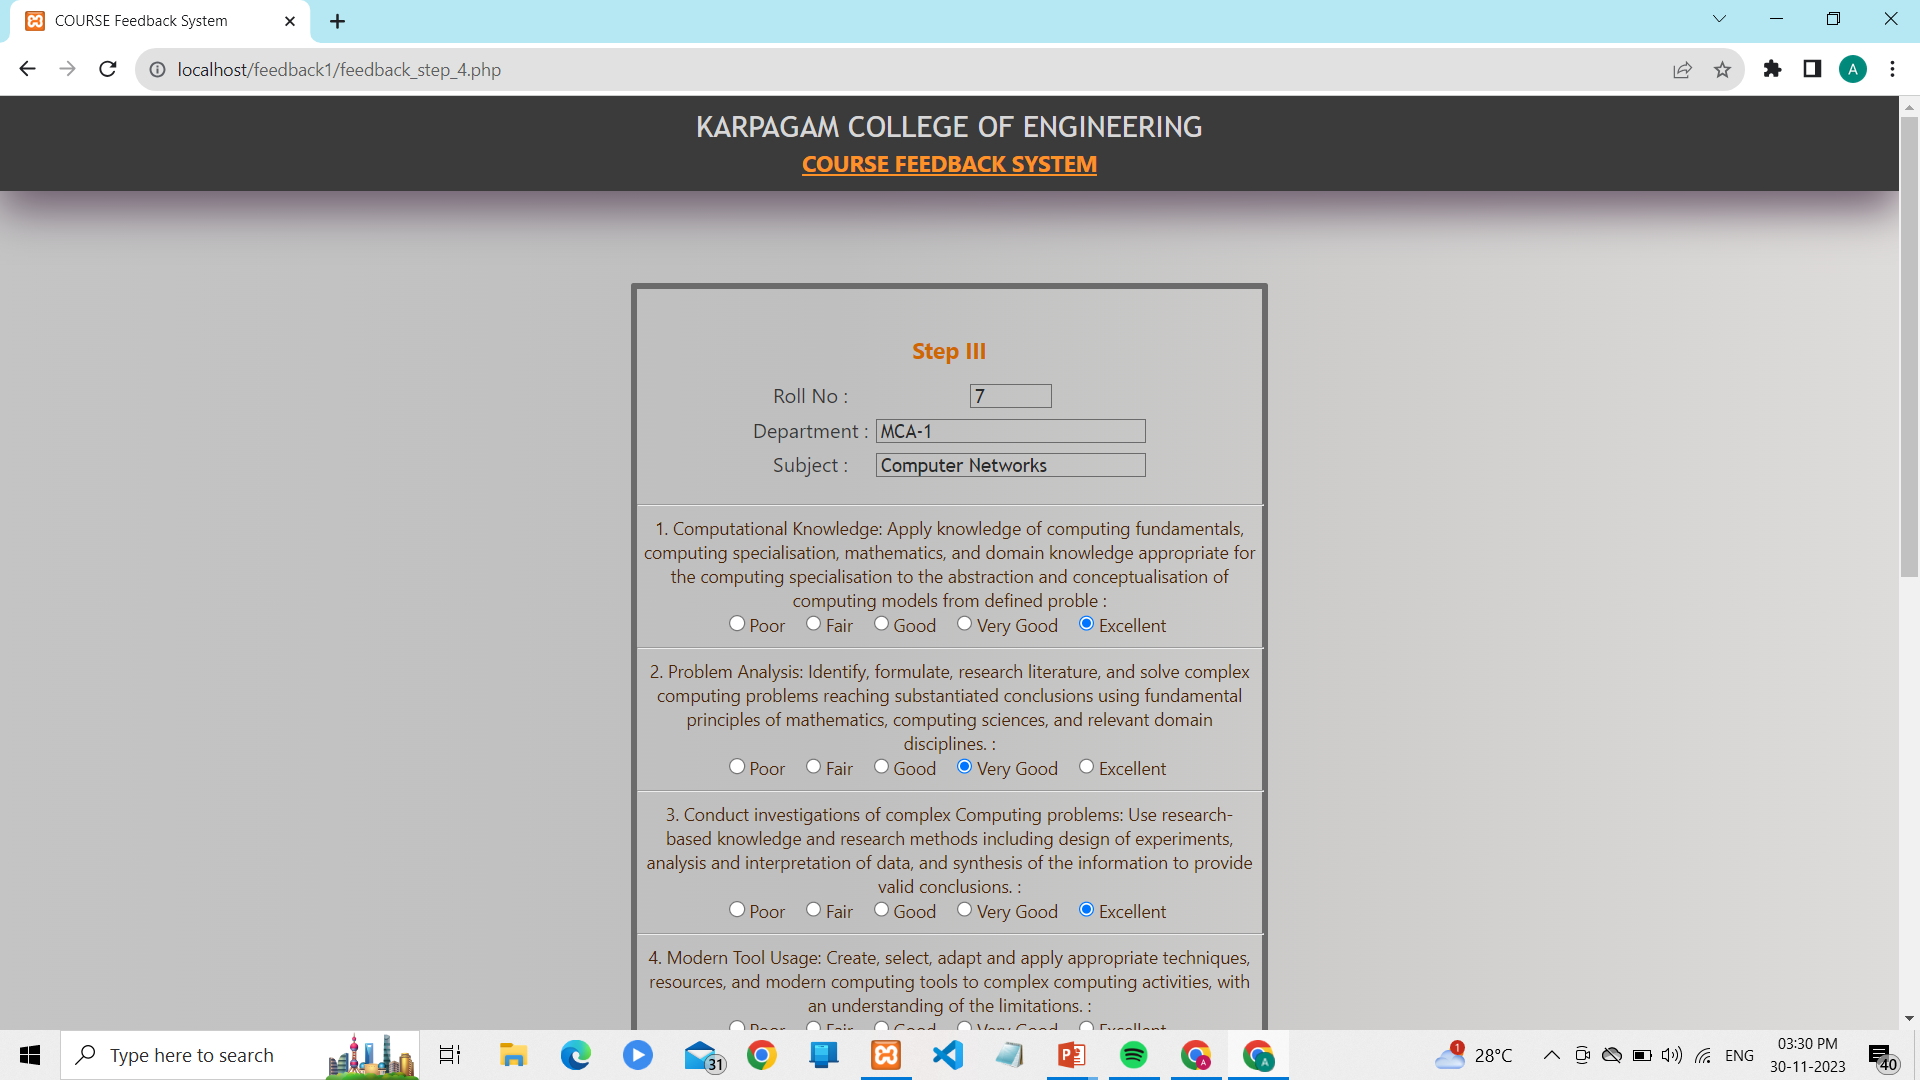 COURSE Feedback System
localhost/feedback1/feedback_step_4.php
A
KARPAGAM COLLEGE OF ENGINEERING
COURSE FEEDBACK SYSTEM
Step III
Roll No : 7
Department : MCA-1
Subject : Computer Networks
1. Computational Knowledge: Apply knowledge of computing fundamentals,
computing specialisation, mathematics, and domain knowledge appropriate for
the computing specialisation to the abstraction and conceptualisation of
computing models from defined proble :
Poor Fair Good Very Good Excellent
2. Problem Analysis: Identify, formulate, research literature, and solve complex
computing problems reaching substantiated conclusions using fundamental
principles of mathematics, computing sciences, and relevant domain
disciplines. :
Poor Fair Good Very Good Excellent
3. Conduct investigations of complex Computing problems: Use research-
based knowledge and research methods including design of experiments,
analysis and interpretation of data, and synthesis of the information to provide
valid conclusions. :
Poor Fair Good Very Good Excellent
4. Modern Tool Usage: Create, select, adapt and apply appropriate techniques,
resources, and modern computing tools to complex computing activities, with
an understanding of the limitations. :
Poor Fair Good Very Good Excellent
Type here to search
31
1
28°C
ENG
03:30 PM
30-11-2023
40